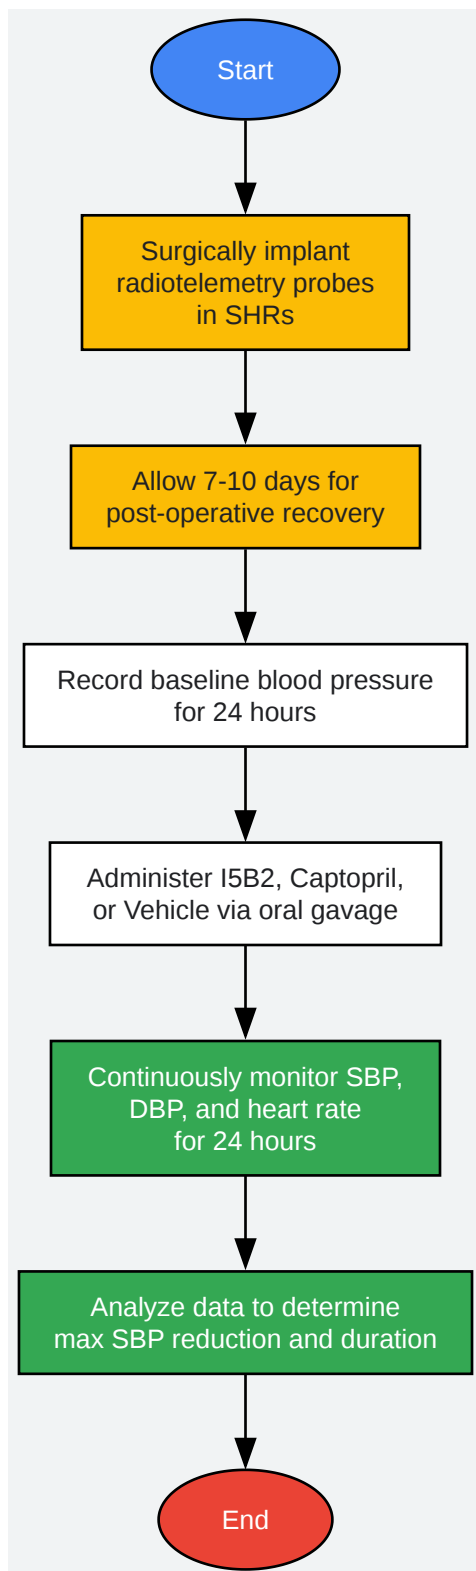 Start
Surgically implant
radiotelemetry probes
in SHRs
Allow 7-10 days for
post-operative recovery
Record baseline blood pressure
for 24 hours
Administer I5B2, Captopril,
or Vehicle via oral gavage
Continuously monitor SBP,
DBP, and heart rate
for 24 hours
Analyze data to determine
max SBP reduction and duration
End